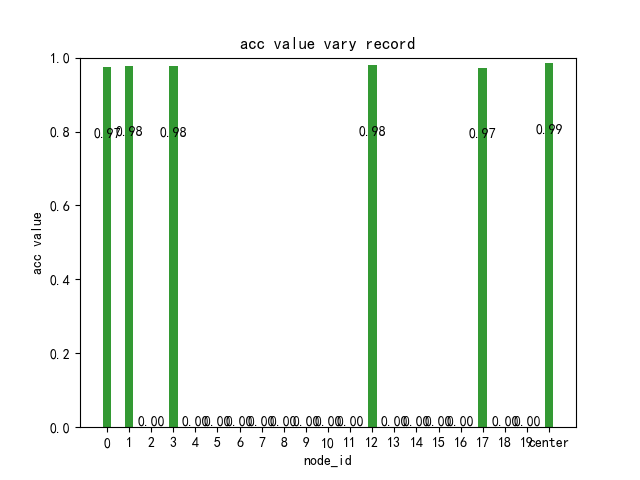 acc value vary record
1.0
0.8
0.6
0.4
0.2
0.0
acc value
0.97 0.98 0.98 0.98 0.97 0.99
0.00 0.00 0.00 0.00 0.00 0.00 0.00 0.00 0.00 0.00 0.00 0.00 0.00 0.00 0.00
0 1 2 3 4 5 6 7 8 9 10 11 12 13 14 15 16 17 18 19 center
node_id